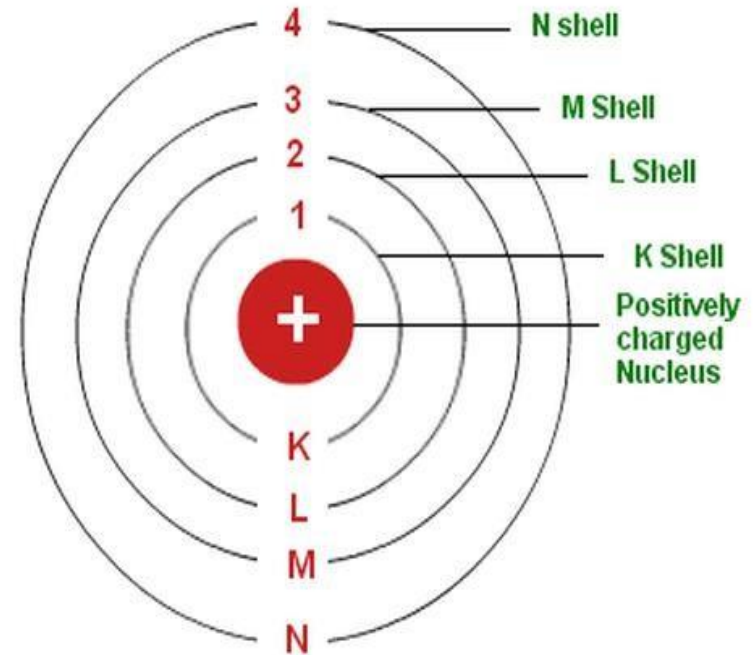 4
N shell
3
M Shell
2
L Shell
1
K Shell
+
Positively
charged
Nucleus
K
L
M
N